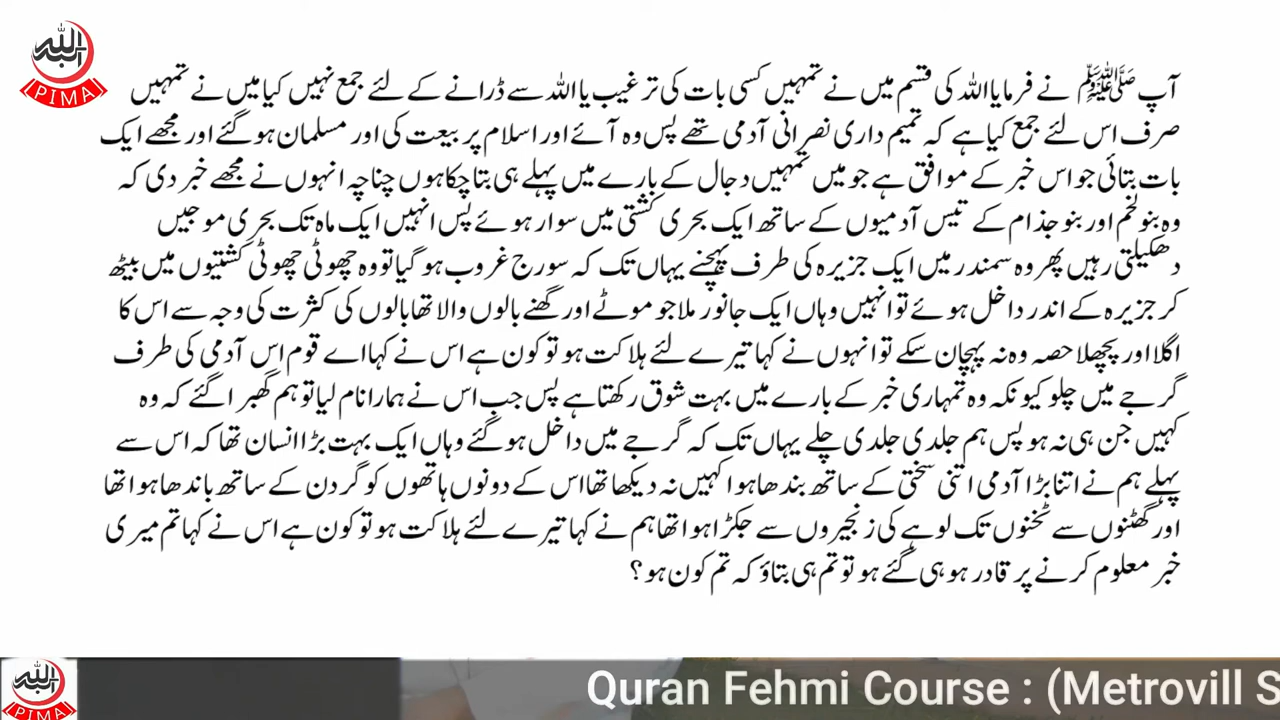 PIMA
آپ ﷺ نے فرمایا اللہ کی قسم میں نے تمہیں کسی بات کی ترغیب یا اللہ سے ڈرانے کے لئے جمع نہیں کیا میں نے تمہیں
صرف اس لئے جمع کیا ہے کہ تمیم داری نصرانی آدمی تھے پس وہ آئے اور اسلام پر بیعت کی اور مسلمان ہو گئے اور مجھے ایک
بات بتائی جو اس خبر کے موافق ہے جو میں تمہیں دجال کے بارے میں پہلے ہی بتا چکا ہوں چناچہ انہوں نے مجھے خبر دی کہ
وہ بنو لخم اور بنو جذام کے تیس آدمیوں کے ساتھ ایک بحری کشتی میں سوار ہوئے پس انہیں ایک ماہ تک بحری موجیں
دھکیلتی رہیں پھر وہ سمندر میں ایک جزیرہ کی طرف پہنچے یہاں تک کہ سورج غروب ہو گیا تو وہ چھوٹی چھوٹی کشتیوں میں بیٹھ
کر جزیرہ کے اندر داخل ہوئے تو انہیں وہاں ایک جانور ملا جو موٹے اور گھنے بالوں والا تھا بالوں کی کثرت کی وجہ سے اس کا
اگلا اور پچھلا حصہ وہ نہ پہچان سکے تو انہوں نے کہا تیرے لئے ہلاکت ہو تو کون ہے اس نے کہا اے قوم اس آدمی کی طرف
گرجے میں چلو کیونکہ وہ تمہاری خبر کے بارے میں بہت شوق رکھتا ہے پس جب اس نے ہمارا نام لیا تو ہم گھبرا گئے کہ وہ
کہیں جن ہی نہ ہو پس ہم جلدی جلدی چلے یہاں تک کہ گرجے میں داخل ہو گئے وہاں ایک بہت بڑا انسان تھا کہ اس سے
پہلے ہم نے اتنا بڑا آدمی اتنی سختی کے ساتھ بندھا ہوا کہیں نہ دیکھا تھا اس کے دونوں ہاتھوں کو گردن کے ساتھ باندھا ہوا تھا
اور گھٹنوں سے ٹخنوں تک لوہے کی زنجیروں سے جکڑا ہوا تھا ہم نے کہا تیرے لئے ہلاکت ہو تو کون ہے اس نے کہا تم میری
خبر معلوم کرنے پر قادر ہو ہی گئے ہو تو تم ہی بتاؤ کہ تم کون ہو؟
PIMA
Quran Fehmi Course : (Metrovill S